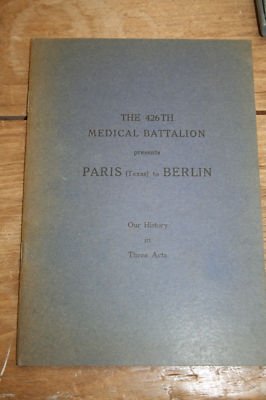 THE 426TH
MEDICAL BATTALION
presents
PARIS (Texas) to BERLIN
Our History
in
Three Acts